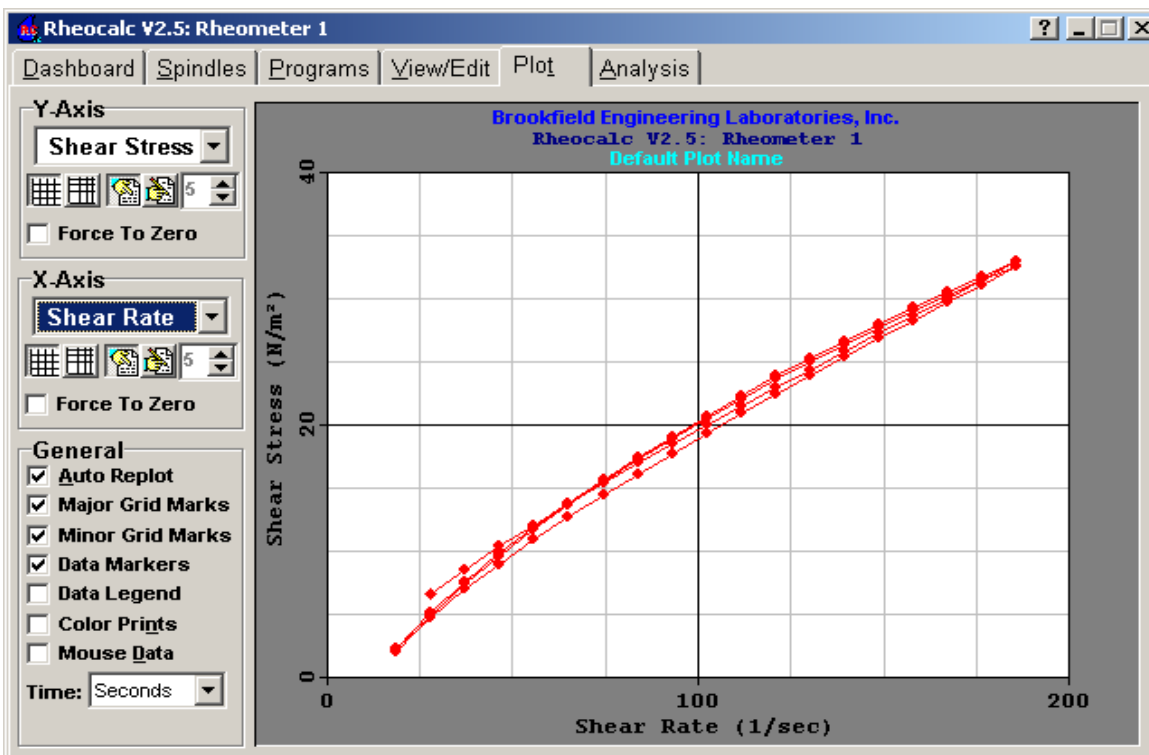 Rheocalc V2.5: Rheometer 1
Dashboard Spindles Programs View/Edit Plot Analysis
Y-Axis
Shear Stress
5
Force To Zero
X-Axis
Shear Rate
5
Force To Zero
General
Auto Replot
Major Grid Marks
Minor Grid Marks
Data Markers
Data Legend
Color Prints
Mouse Data
Time: Seconds
Brookfield Engineering Laboratories, Inc.
Rheocalc V2.5: Rheometer 1
Default Plot Name
Shear Stress (N/m²)
40
20
0
0 100 200
Shear Rate (1/sec)